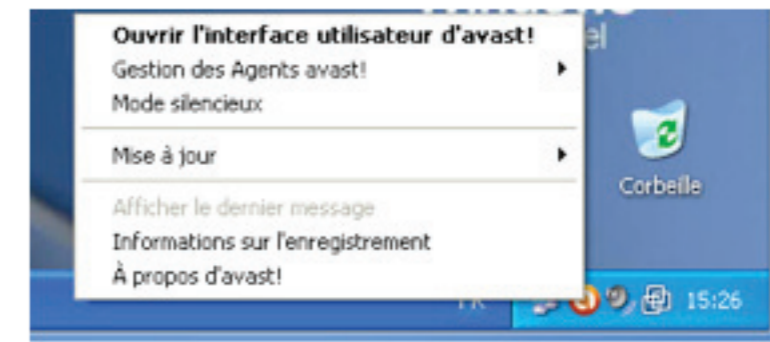 Ouvrir l'interface utilisateur d'avast!
Gestion des Agents avast!
Mode silencieux
Mise à jour
Afficher le dernier message
Informations sur l'enregistrement
À propos d'avast!
Corbeille
15:26